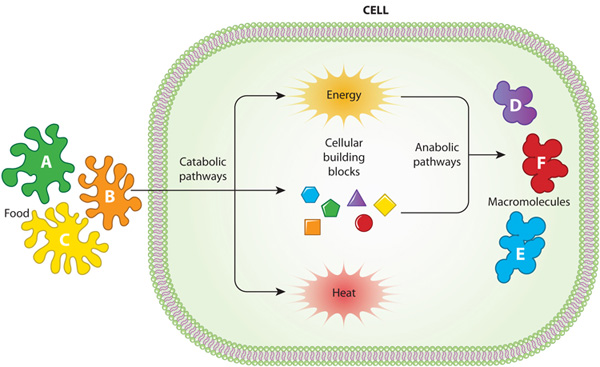 CELL
Energy
D
A
B
C
Food
Catabolic
pathways
Cellular
building
blocks
Anabolic
pathways
F
Macromolecules
E
Heat